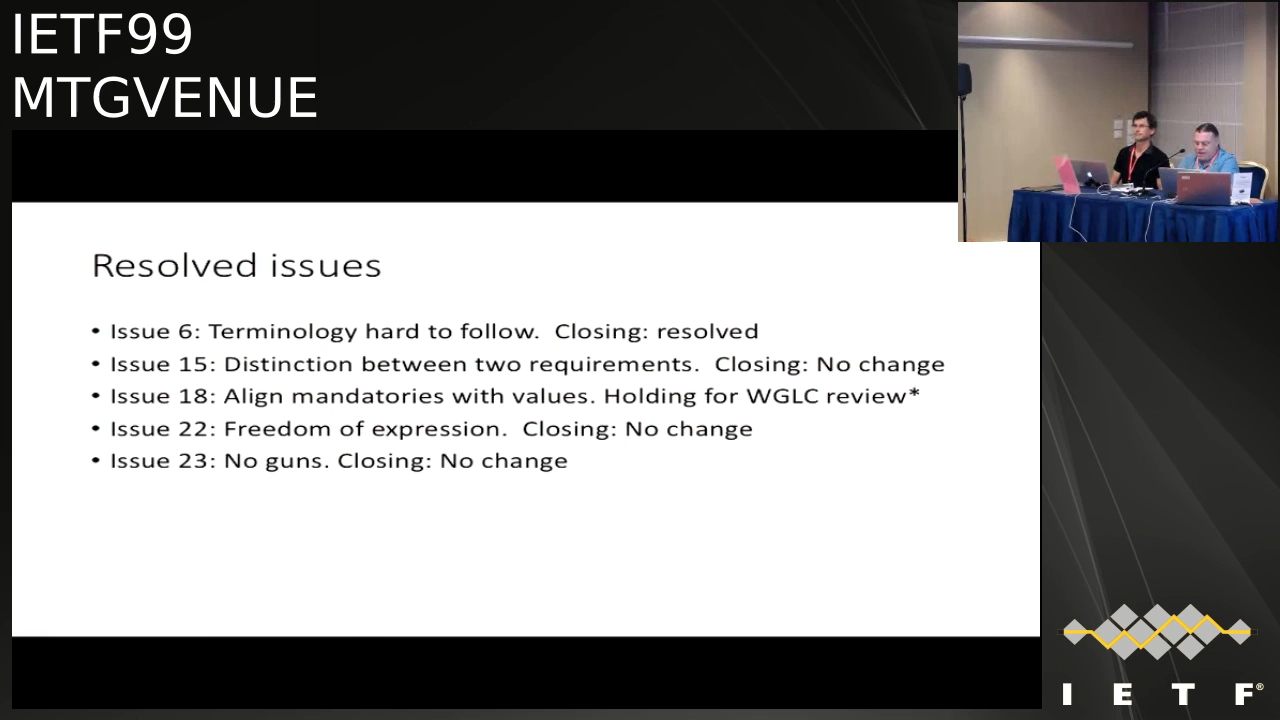 IETF99
MTGVENUE
Resolved issues
• Issue 6: Terminology hard to follow.  Closing: resolved
• Issue 15: Distinction between two requirements.  Closing: No change
• Issue 18: Align mandatories with values. Holding for WGLC review*
• Issue 22: Freedom of expression.  Closing: No change
• Issue 23: No guns. Closing: No change
I E T F®